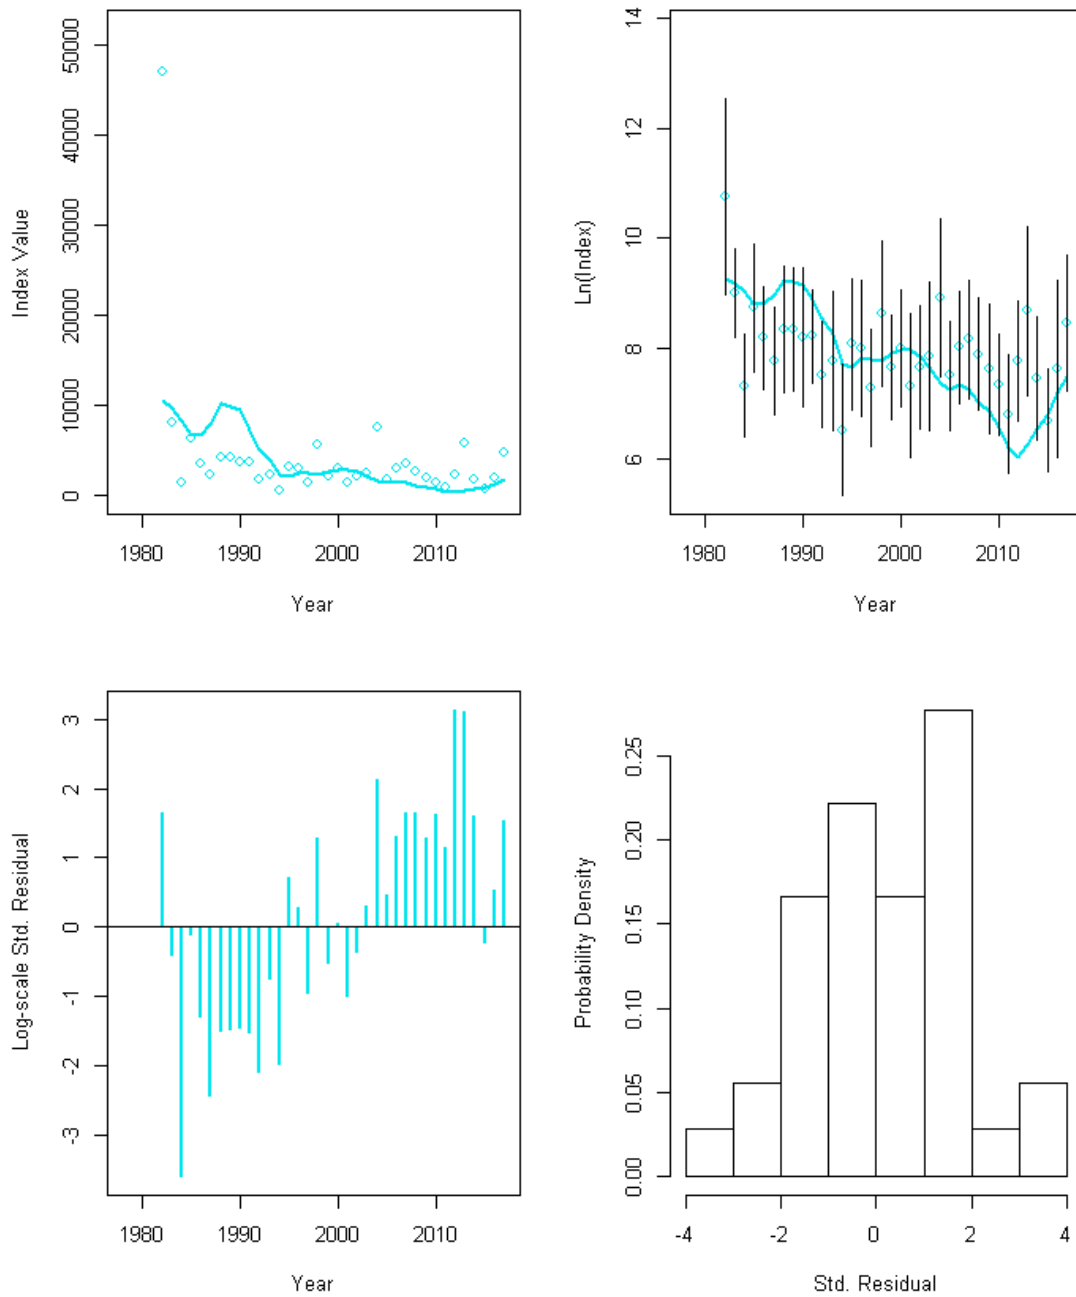 50000
40000
30000
20000
10000
0
Index Value
1980 1990 2000 2010
Year
14
12
10
8
6
Ln(Index)
1980 1990 2000 2010
Year
3
2
1
0
-1
-2
-3
Log-scale Std. Residual
1980 1990 2000 2010
Year
0.25
0.20
0.15
0.10
0.05
0.00
Probability Density
-4 -2 0 2 4
Std. Residual